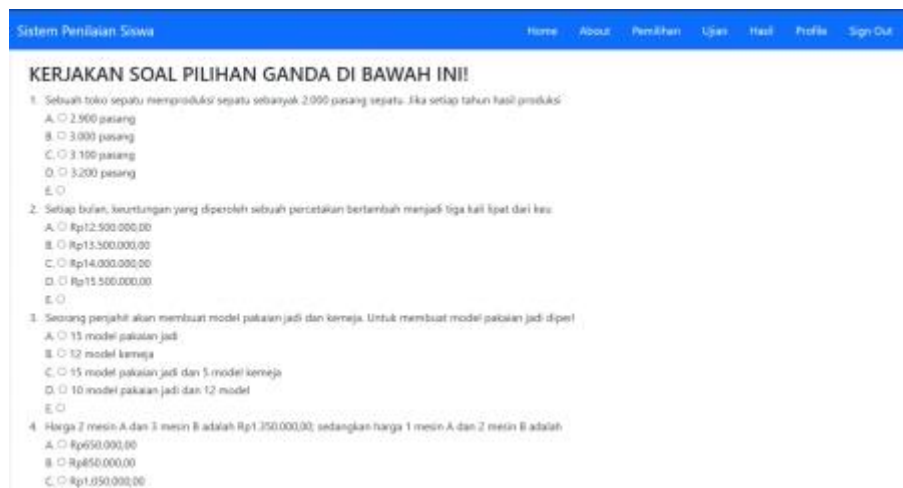 Sistem Penilaian Siswa
Home About Pemilihan Ujian Hasil Profile Sign Out
KERJAKAN SOAL PILIHAN GANDA DI BAWAH INI!
1. Sebuah toko sepatu memproduksi sepatu sebanyak 2.000 pasang sepatu. Jika setiap tahun hasil produksi
A. 2.900 pasang
B. 3.000 pasang
C. 3.100 pasang
D. 3.200 pasang
E.
2. Setiap bulan, keuntungan yang diperoleh sebuah percetakan bertambah menjadi tiga kali lipat dari keu
A. Rp12.500.000,00
B. Rp13.500.000,00
C. Rp14.000.000,00
D. Rp15.500.000,00
E.
3. Seorang penjahit akan membuat model pakaian jadi dan kemeja. Untuk membuat model pakaian jadi diperl
A. 15 model pakaian jadi
B. 12 model kemeja
C. 15 model pakaian jadi dan 5 model kemeja
D. 10 model pakaian jadi dan 12 model
E.
4. Harga 2 mesin A dan 3 mesin B adalah Rp1.350.000,00; sedangkan harga 1 mesin A dan 2 mesin B adalah
A. Rp650.000,00
B. Rp850.000,00
C. Rp1.050.000,00